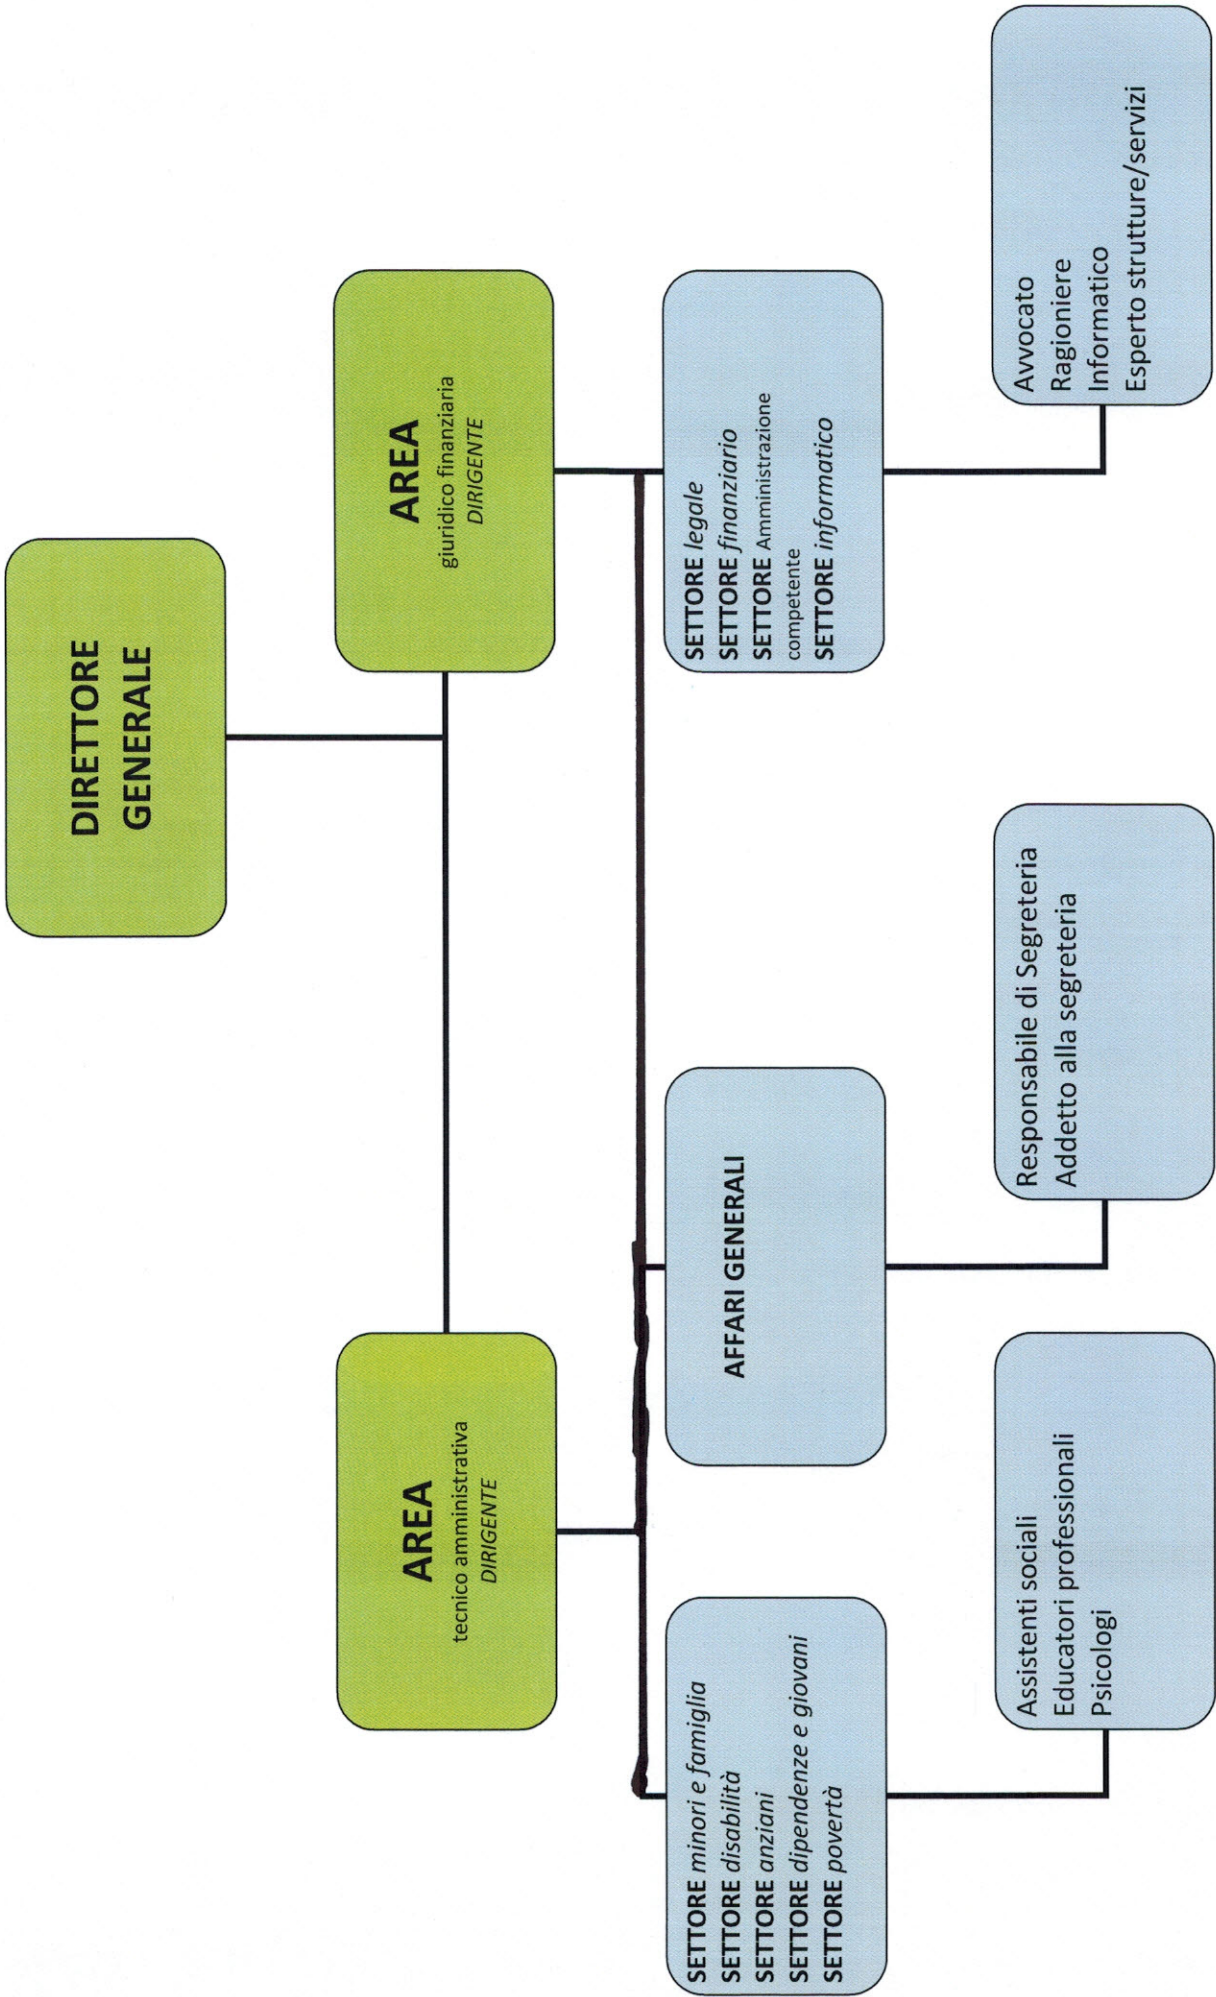 DIRETTORE
GENERALE
AREA
tecnico amministrativa
DIRIGENTE
AREA
giuridico finanziaria
DIRIGENTE
SETTORE minori e famiglia
SETTORE disabilità
SETTORE anziani
SETTORE dipendenze e giovani
SETTORE povertà
AFFARI GENERALI
SETTORE legale
SETTORE finanziario
SETTORE Amministrazione
competente
SETTORE informatico
Assistenti sociali
Educatori professionali
Psicologi
Responsabile di Segreteria
Addetto alla segreteria
Avvocato
Ragioniere
Informatico
Esperto strutture/servizi